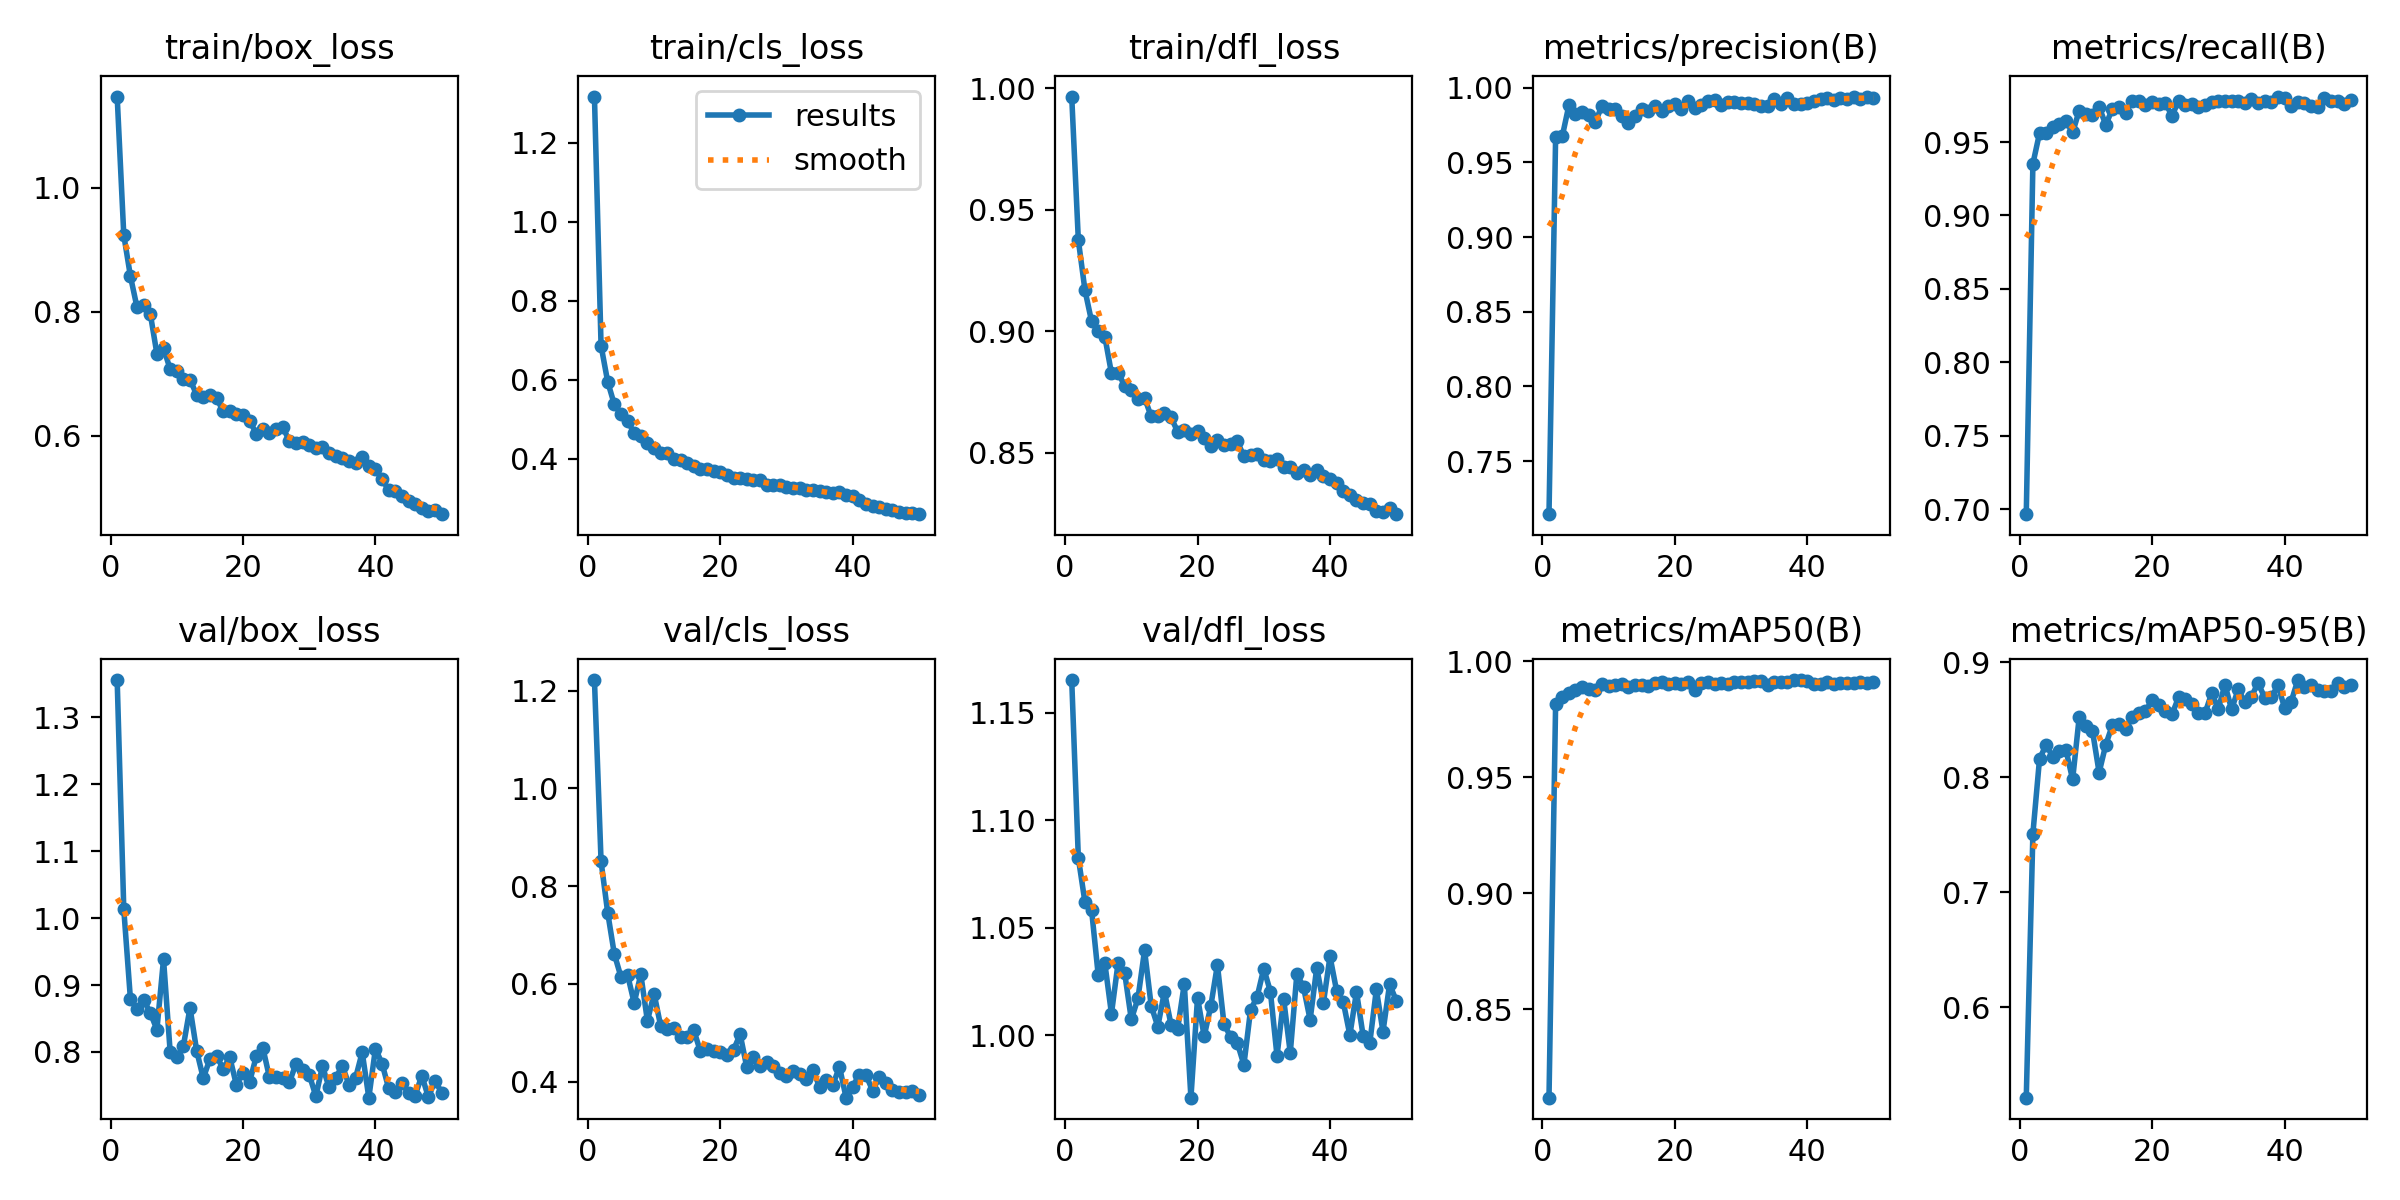 train/box_loss
1.0
0.8
0.6
0 20 40
train/cls_loss
results
smooth
1.2
1.0
0.8
0.6
0.4
0 20 40
train/dfl_loss
1.00
0.95
0.90
0.85
0 20 40
metrics/precision(B)
1.00
0.95
0.90
0.85
0.80
0.75
0 20 40
metrics/recall(B)
0.95
0.90
0.85
0.80
0.75
0.70
0 20 40
val/box_loss
1.3
1.2
1.1
1.0
0.9
0.8
0 20 40
val/cls_loss
1.2
1.0
0.8
0.6
0.4
0 20 40
val/dfl_loss
1.15
1.10
1.05
1.00
0 20 40
metrics/mAP50(B)
1.00
0.95
0.90
0.85
0 20 40
metrics/mAP50-95(B)
0.9
0.8
0.7
0.6
0 20 40